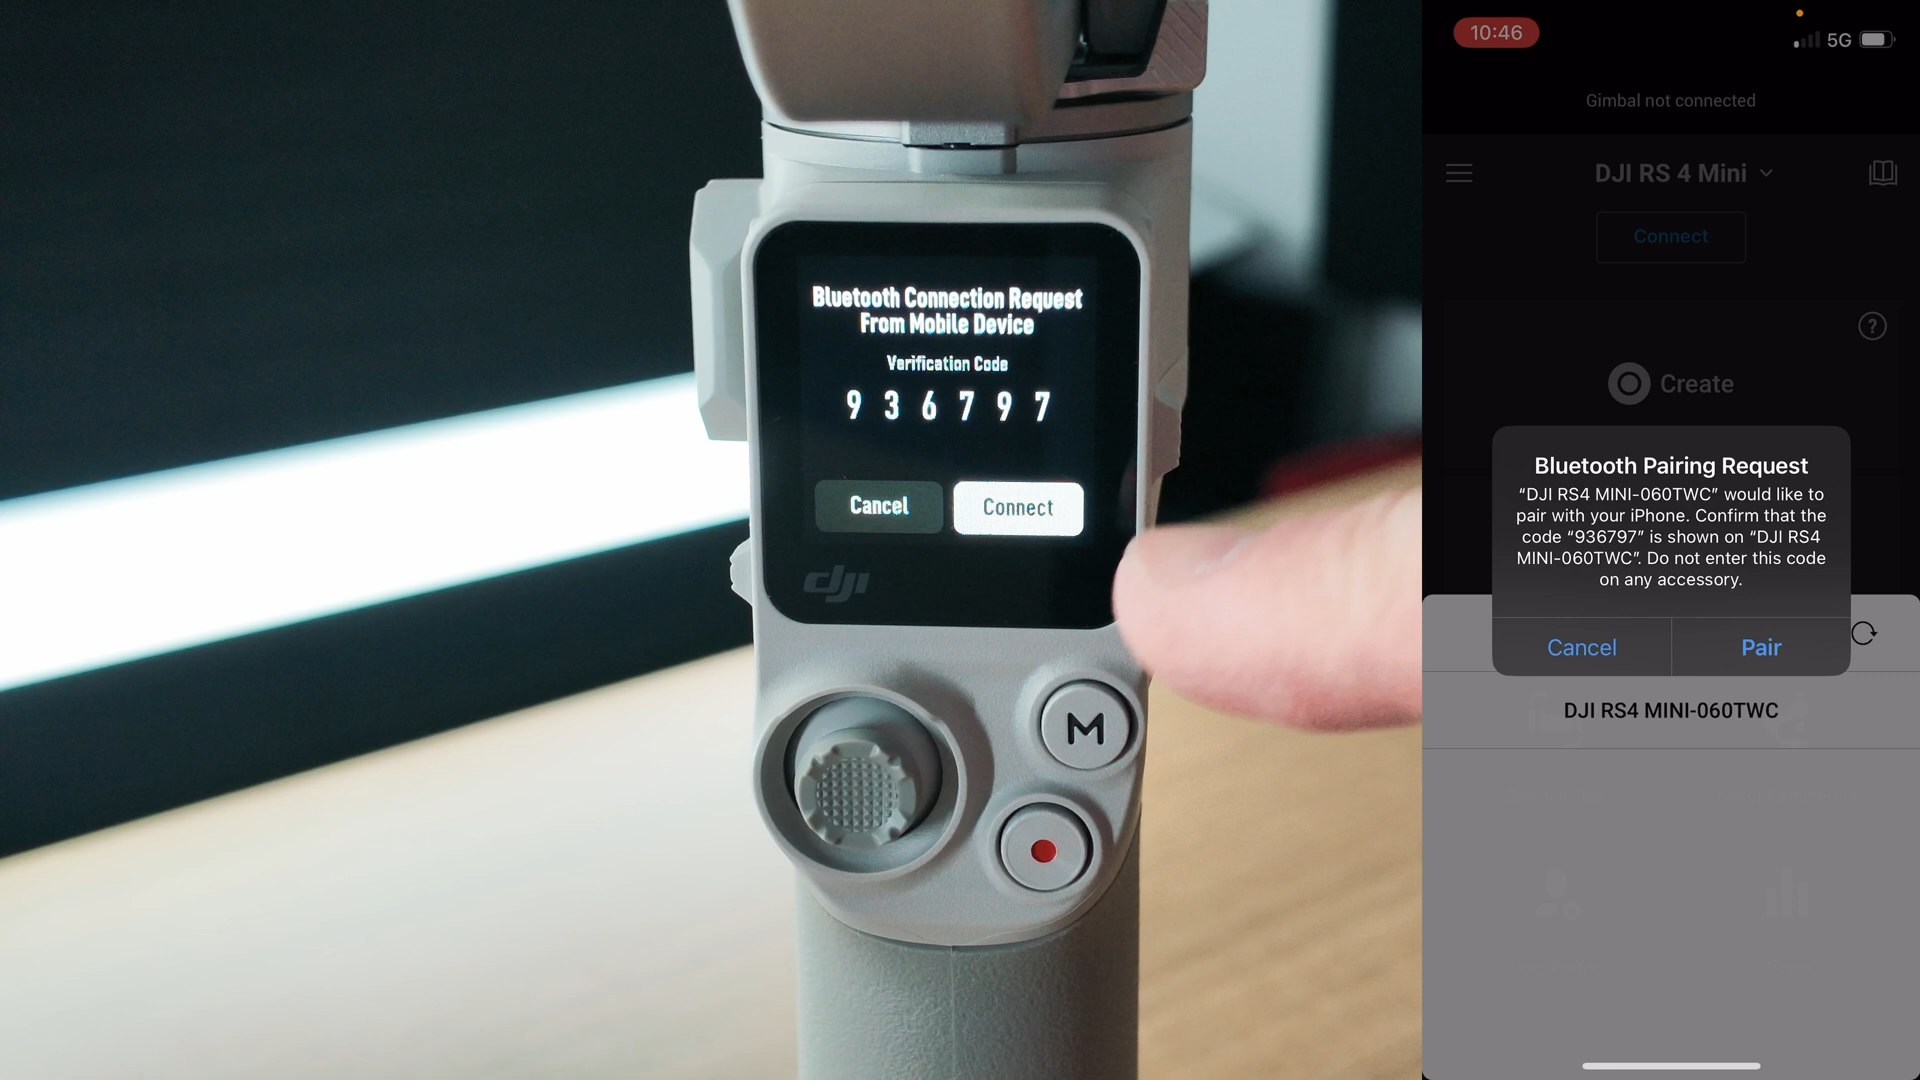 Bluetooth Connection Request
From Mobile Device
Verification Code
9 3 6 7 9 7
Cancel
Connect
dji
M
10:46
5G
Gimbal not connected
DJI RS 4 Mini
Connect
?
Create
Bluetooth Pairing Request
“DJI RS4 MINI-060TWC” would like to
pair with your iPhone. Confirm that the
code “936797” is shown on “DJI RS4
MINI-060TWC”. Do not enter this code
on any accessory.
Cancel
Pair
DJI RS4 MINI-060TWC